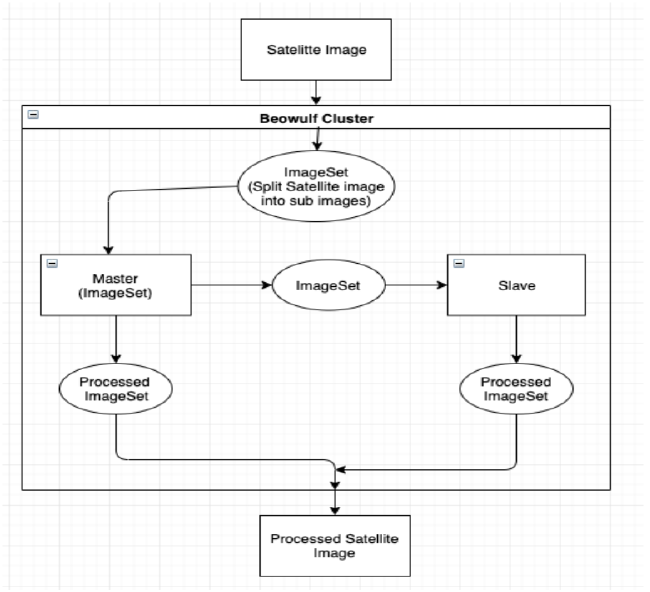 Satelitte Image
Beowulf Cluster
ImageSet
(Split Satellite image
into sub images)
Master
(ImageSet)
ImageSet
Slave
Processed
ImageSet
Processed
ImageSet
Processed Satellite
Image